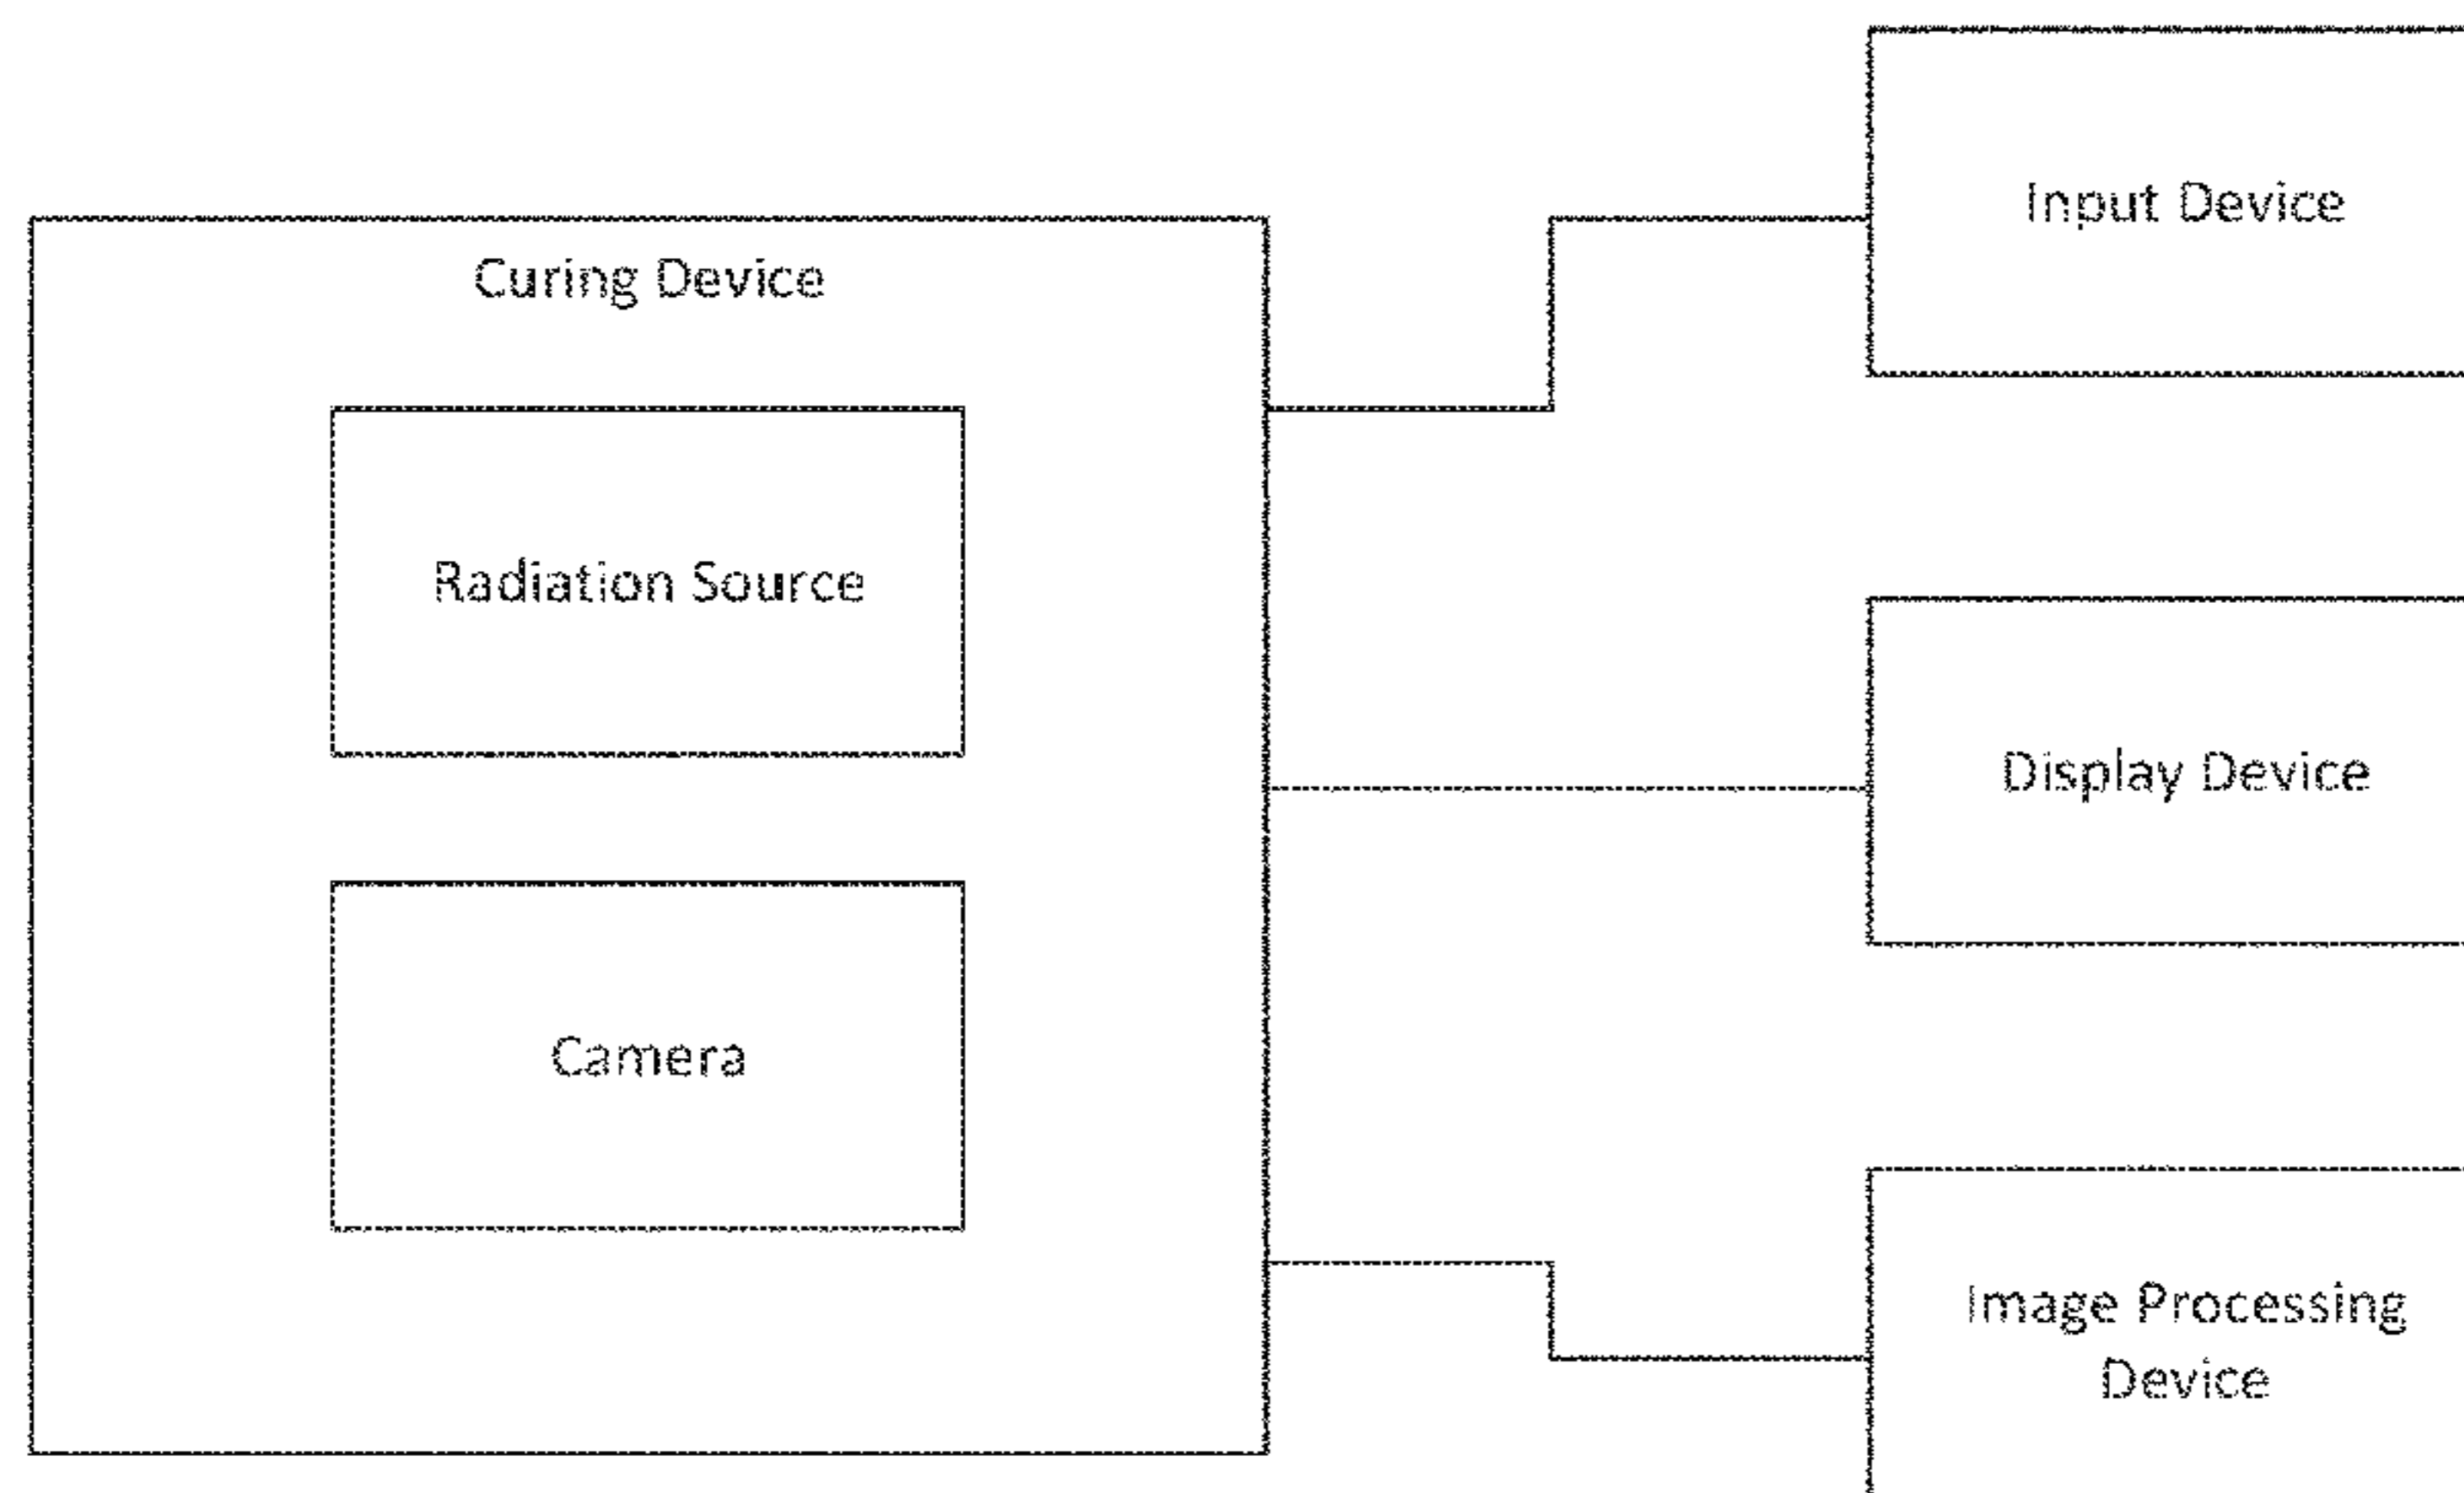 Curing Device
Radiation Source
Camera
Input Device
Display Device
Image Processing
Device